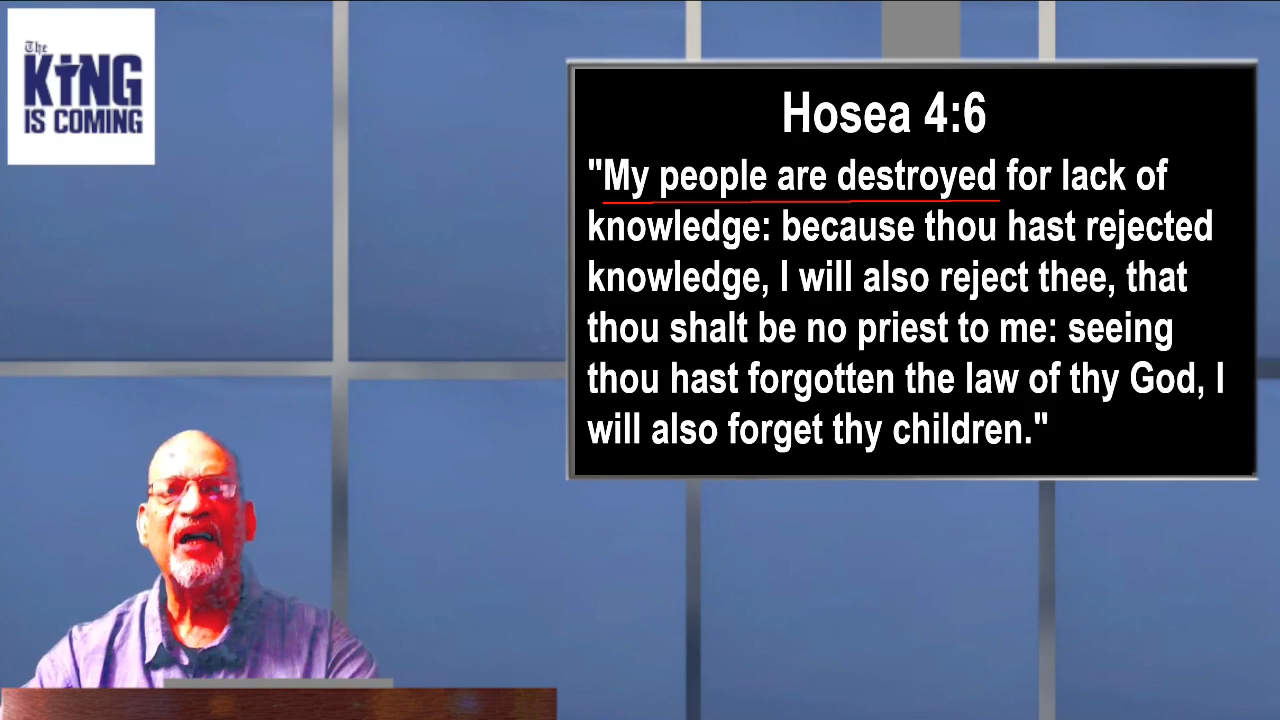 The
KING
IS COMING
Hosea 4:6
"My people are destroyed for lack of
knowledge: because thou hast rejected
knowledge, I will also reject thee, that
thou shalt be no priest to me: seeing
thou hast forgotten the law of thy God, I
will also forget thy children."